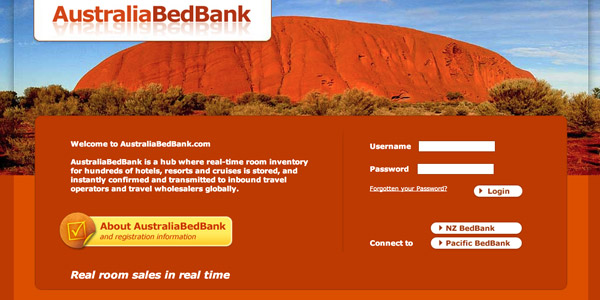 AustraliaBedBank
Welcome to AustraliaBedBank.com
AustraliaBedBank is a hub where real-time room inventory
for hundreds of hotels, resorts and cruises is stored, and
instantly confirmed and transmitted to inbound travel
operators and travel wholesalers globally.
About AustraliaBedBank
and registration information
Real room sales in real time
Username
Password
Forgotten your Password?
Login
Connect to
NZ BedBank
Pacific BedBank